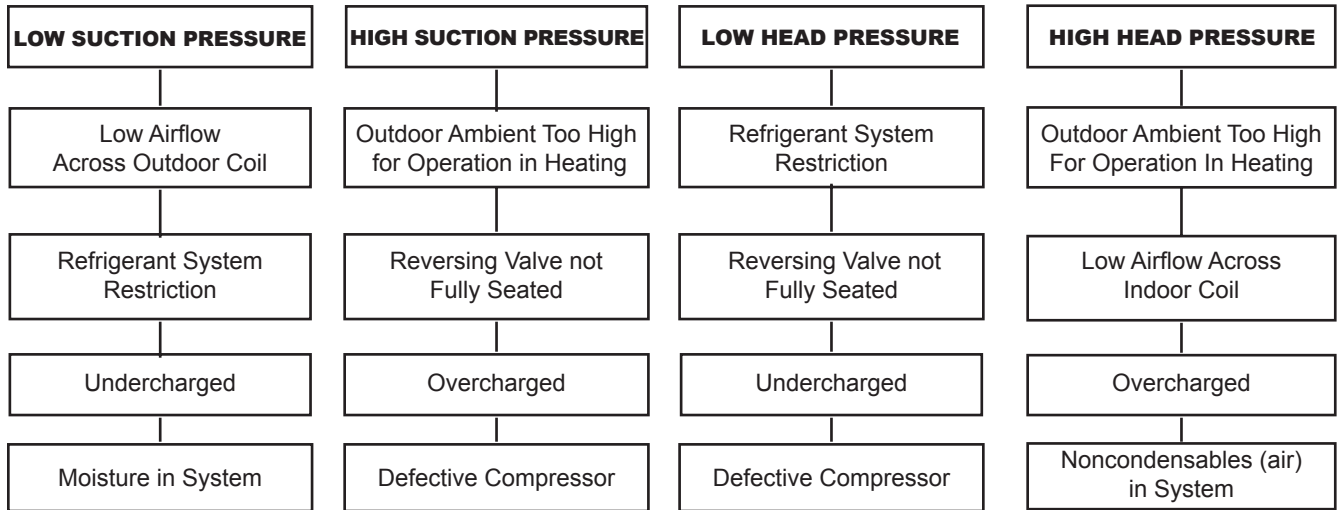 LOW SUCTION PRESSURE
Low Airflow
Across Outdoor Coil
Refrigerant System
Restriction
Undercharged
Moisture in System
HIGH SUCTION PRESSURE
Outdoor Ambient Too High
for Operation in Heating
Reversing Valve not
Fully Seated
Overcharged
Defective Compressor
LOW HEAD PRESSURE
Refrigerant System
Restriction
Reversing Valve not
Fully Seated
Undercharged
Defective Compressor
HIGH HEAD PRESSURE
Outdoor Ambient Too High
For Operation In Heating
Low Airflow Across
Indoor Coil
Overcharged
Noncondensables (air)
in System